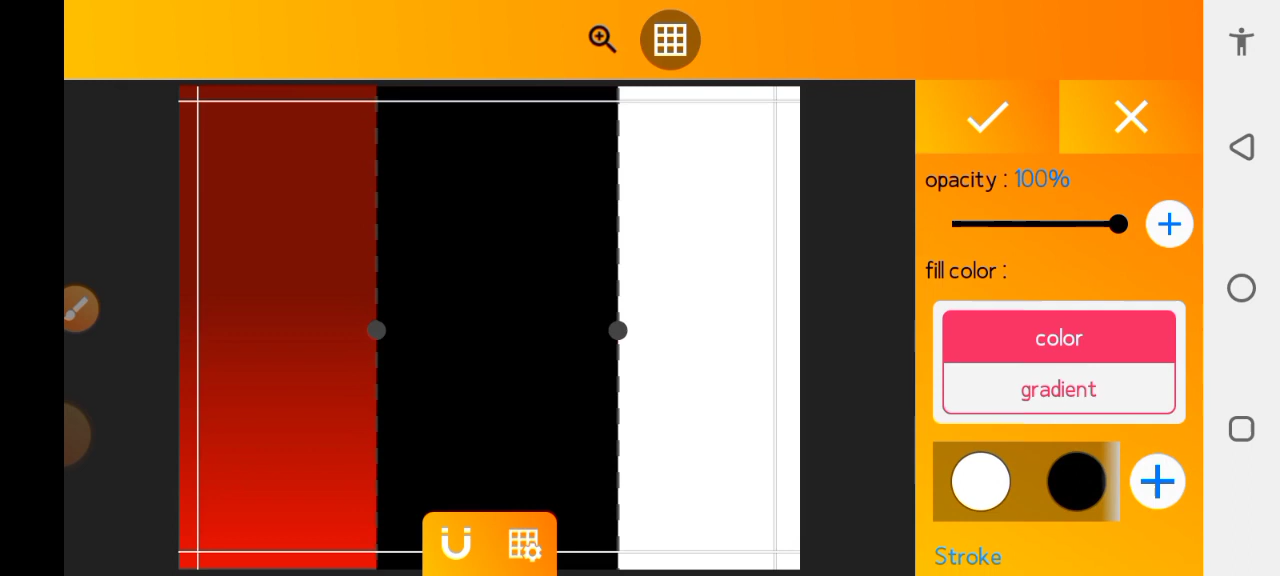 opacity : 100%
fill color :
color
gradient
Stroke